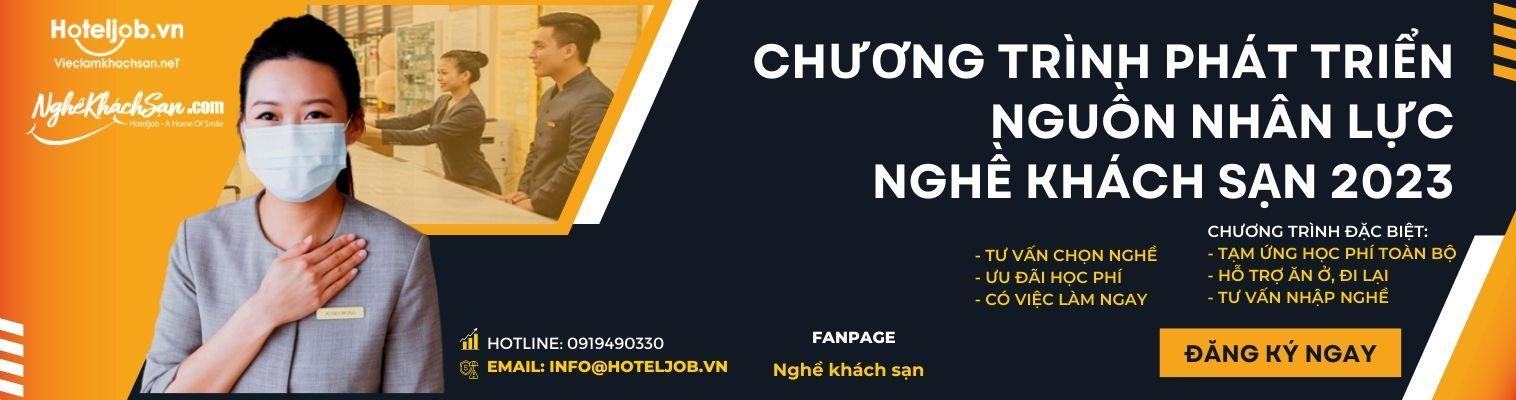 Hoteljob.vn
Vieclamkhachsan.neT
NghềKháchSạn.com
Hoteljob - A Home Of Smile
CHƯƠNG TRÌNH PHÁT TRIỂN
NGUỒN NHÂN LỰC
NGHỀ KHÁCH SẠN 2023
- TƯ VẤN CHỌN NGHỀ
- ƯU ĐÃI HỌC PHÍ
- CÓ VIỆC LÀM NGAY
CHƯƠNG TRÌNH ĐẶC BIỆT:
- TẠM ỨNG HỌC PHÍ TOÀN BỘ
- HỖ TRỢ ĂN Ở, ĐI LẠI
- TƯ VẤN NHẬP NGHỀ
HOTLINE: 0919490330
EMAIL: INFO@HOTELJOB.VN
FANPAGE
Nghề khách sạn
ĐĂNG KÝ NGAY